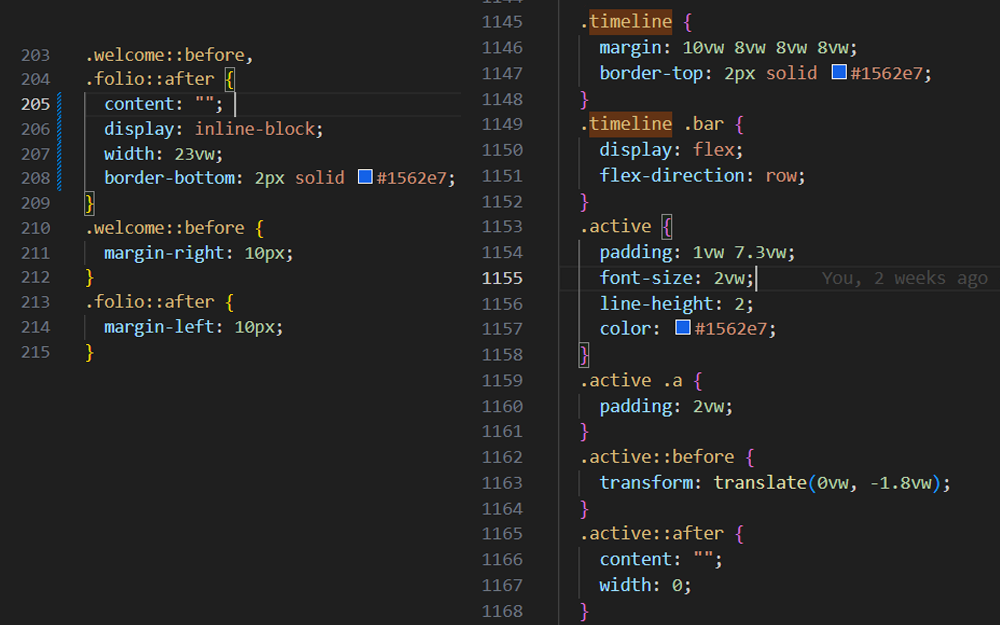 203 .welcome::before,
204 .folio::after {
205 content: "";
206 display: inline-block;
207 width: 23vw;
208 border-bottom: 2px solid #1562e7;
209 }
210 .welcome::before {
211 margin-right: 10px;
212 }
213 .folio::after {
214 margin-left: 10px;
215 }
1145 .timeline {
1146 margin: 10vw 8vw 8vw 8vw;
1147 border-top: 2px solid #1562e7;
1148 }
1149 .timeline .bar {
1150 display: flex;
1151 flex-direction: row;
1152 }
1153 .active {
1154 padding: 1vw 7.3vw;
1155 font-size: 2vw; You, 2 weeks ago
1156 line-height: 2;
1157 color: #1562e7;
1158 }
1159 .active .a {
1160 padding: 2vw;
1161 }
1162 .active::before {
1163 transform: translate(0vw, -1.8vw);
1164 }
1165 .active::after {
1166 content: "";
1167 width: 0;
1168 }